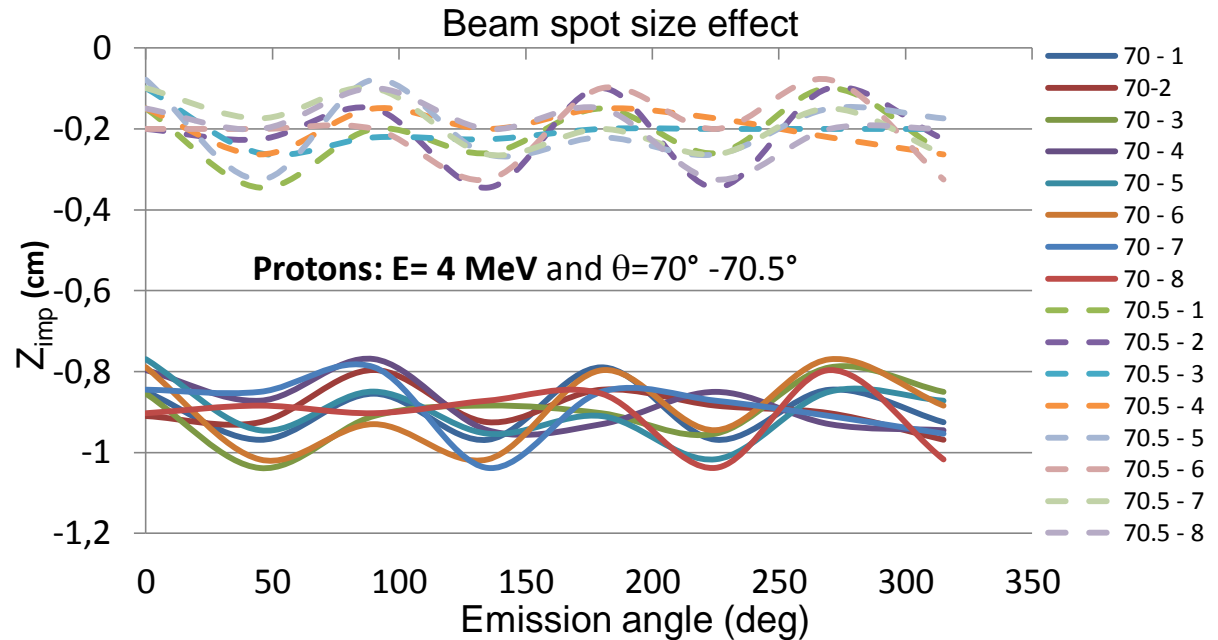 Beam spot size effect
0
-0,2
-0,4
-0,6
-0,8
-1
-1,2
Z_imp (cm)
Protons: E= 4 MeV and θ=70° -70.5°
0 50 100 150 200 250 300 350
Emission angle (deg)
70 - 1
70-2
70 - 3
70 - 4
70 - 5
70 - 6
70 - 7
70 - 8
70.5 - 1
70.5 - 2
70.5 - 3
70.5 - 4
70.5 - 5
70.5 - 6
70.5 - 7
70.5 - 8